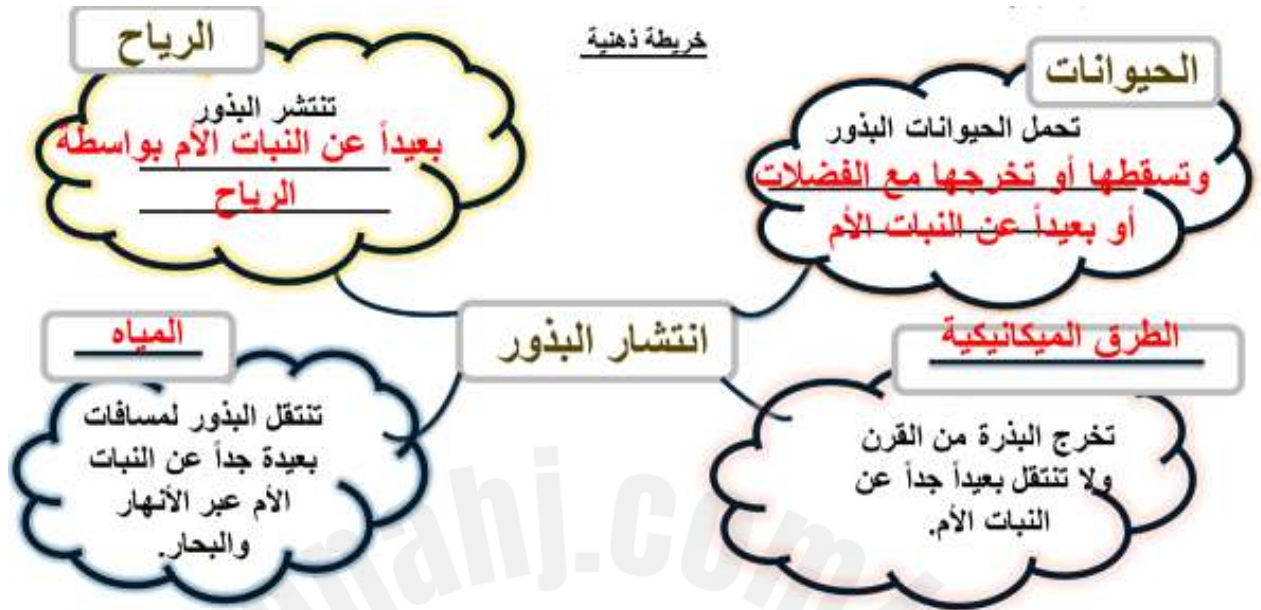 خريطة ذهنية
الحيوانات
تحمل الحيوانات البذور
وتسقطها أو تخرجها مع الفضلات
أو بعيداً عن النبات الأم
الرياح
تنتشر البذور
بعيداً عن النبات الأم بواسطة
الرياح
انتشار البذور
الطرق الميكانيكية
تخرج البذرة من القرن
ولا تنتقل بعيداً جداً عن
النبات الأم.
المياه
تنتقل البذور لمسافات
بعيدة جداً عن النبات
الأم عبر الأنهار
والبحار.